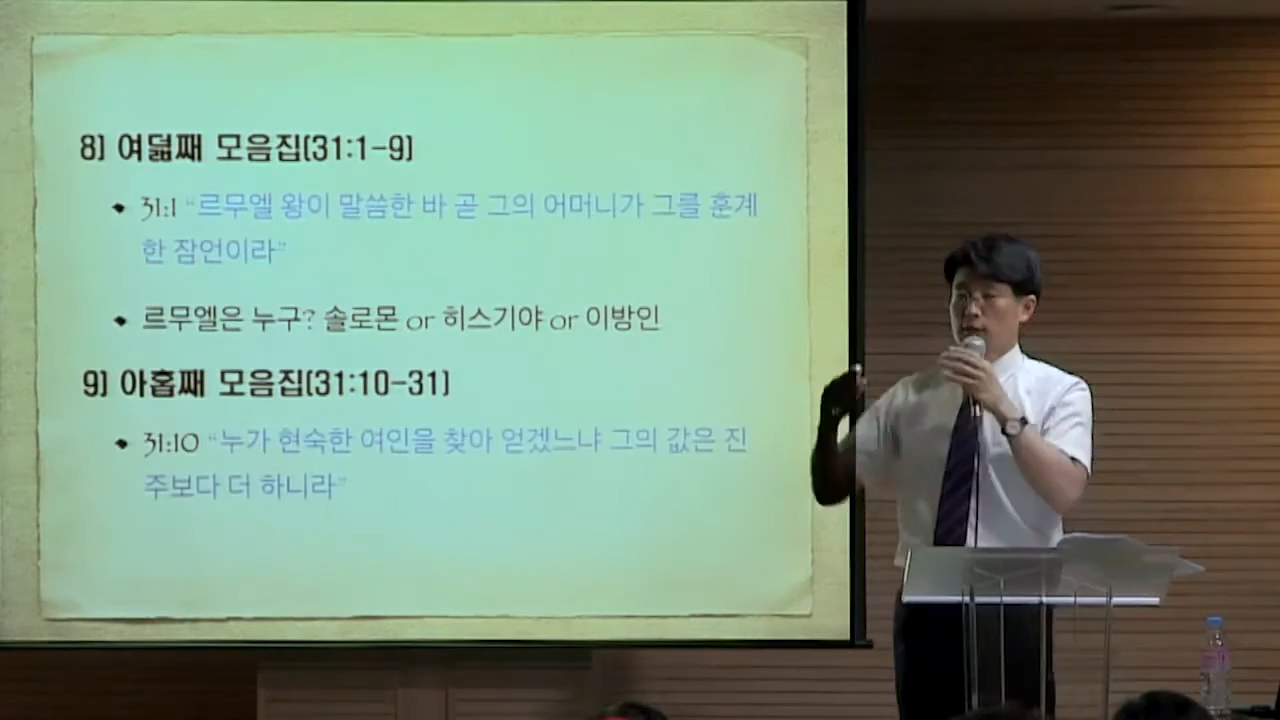 8) 여덟째 모음집(31:1-9)
31:1 “르무엘 왕이 말씀한 바 곧 그의 어머니가 그를 훈계
한 잠언이라”
르무엘은 누구? 솔로몬 or 히스기야 or 이방인
9) 아홉째 모음집(31:10-31)
31:10 “누가 현숙한 여인을 찾아 얻겠느냐 그의 값은 진
주보다 더 하니라”